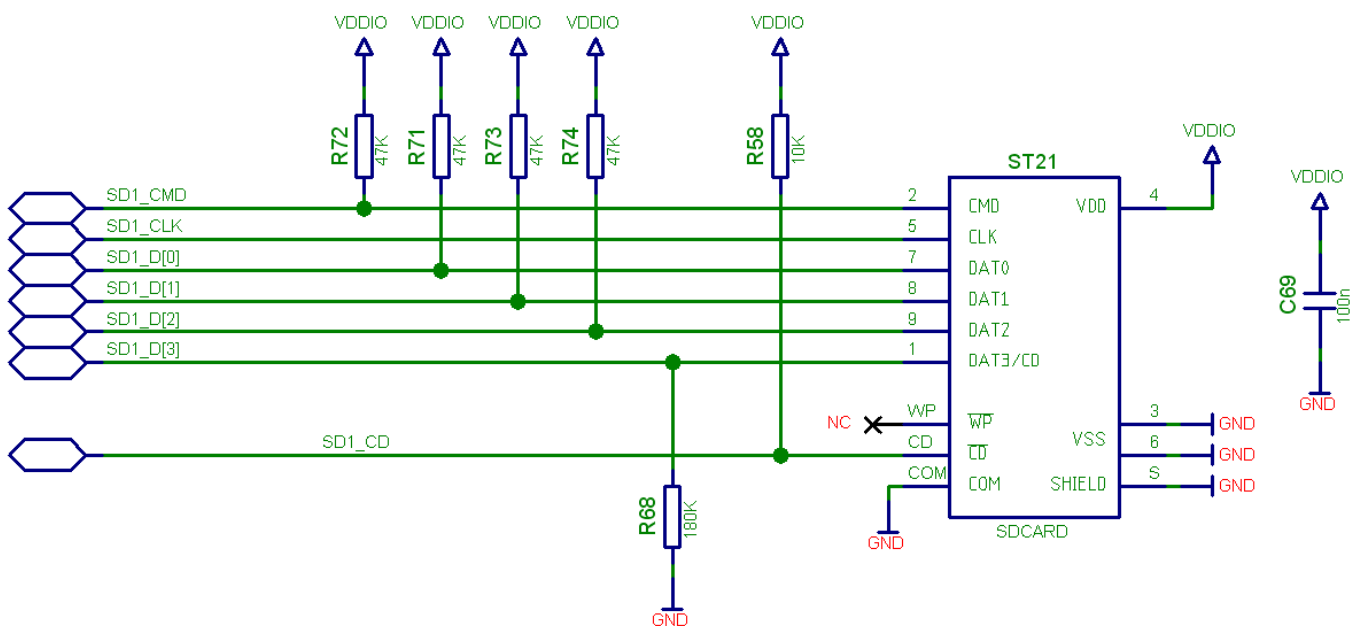 VDDIO VDDIO VDDIO VDDIO VDDIO
R72 47K R71 47K R73 47K R74 47K R58 10K
VDDIO
ST21
VDDIO
SD1_CMD 2 CMD VDD 4
SD1_CLK 5 CLK
SD1_D[0] 7 DAT0
SD1_D[1] 8 DAT1
C69 100n
SD1_D[2] 9 DAT2
SD1_D[3] 1 DAT3/CD
GND
NC WP WP 3 GND
VSS
SD1_CD CD CD 6 GND
COM COM SHIELD S GND
R68 180K
SDCARD
GND
GND